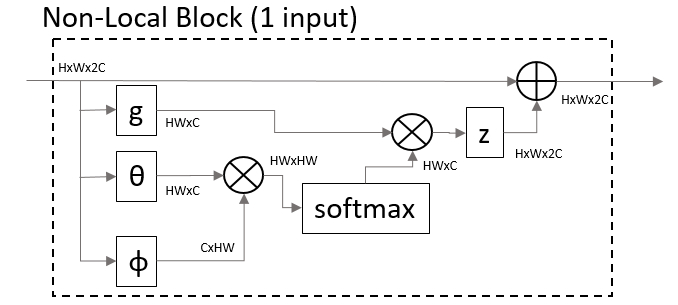 Non-Local Block (1 input)
HxWx2C
HxWx2C
g
HWxC
z
HxWx2C
θ
HWxC
HWxHW
HWxC
softmax
ϕ
CxHW